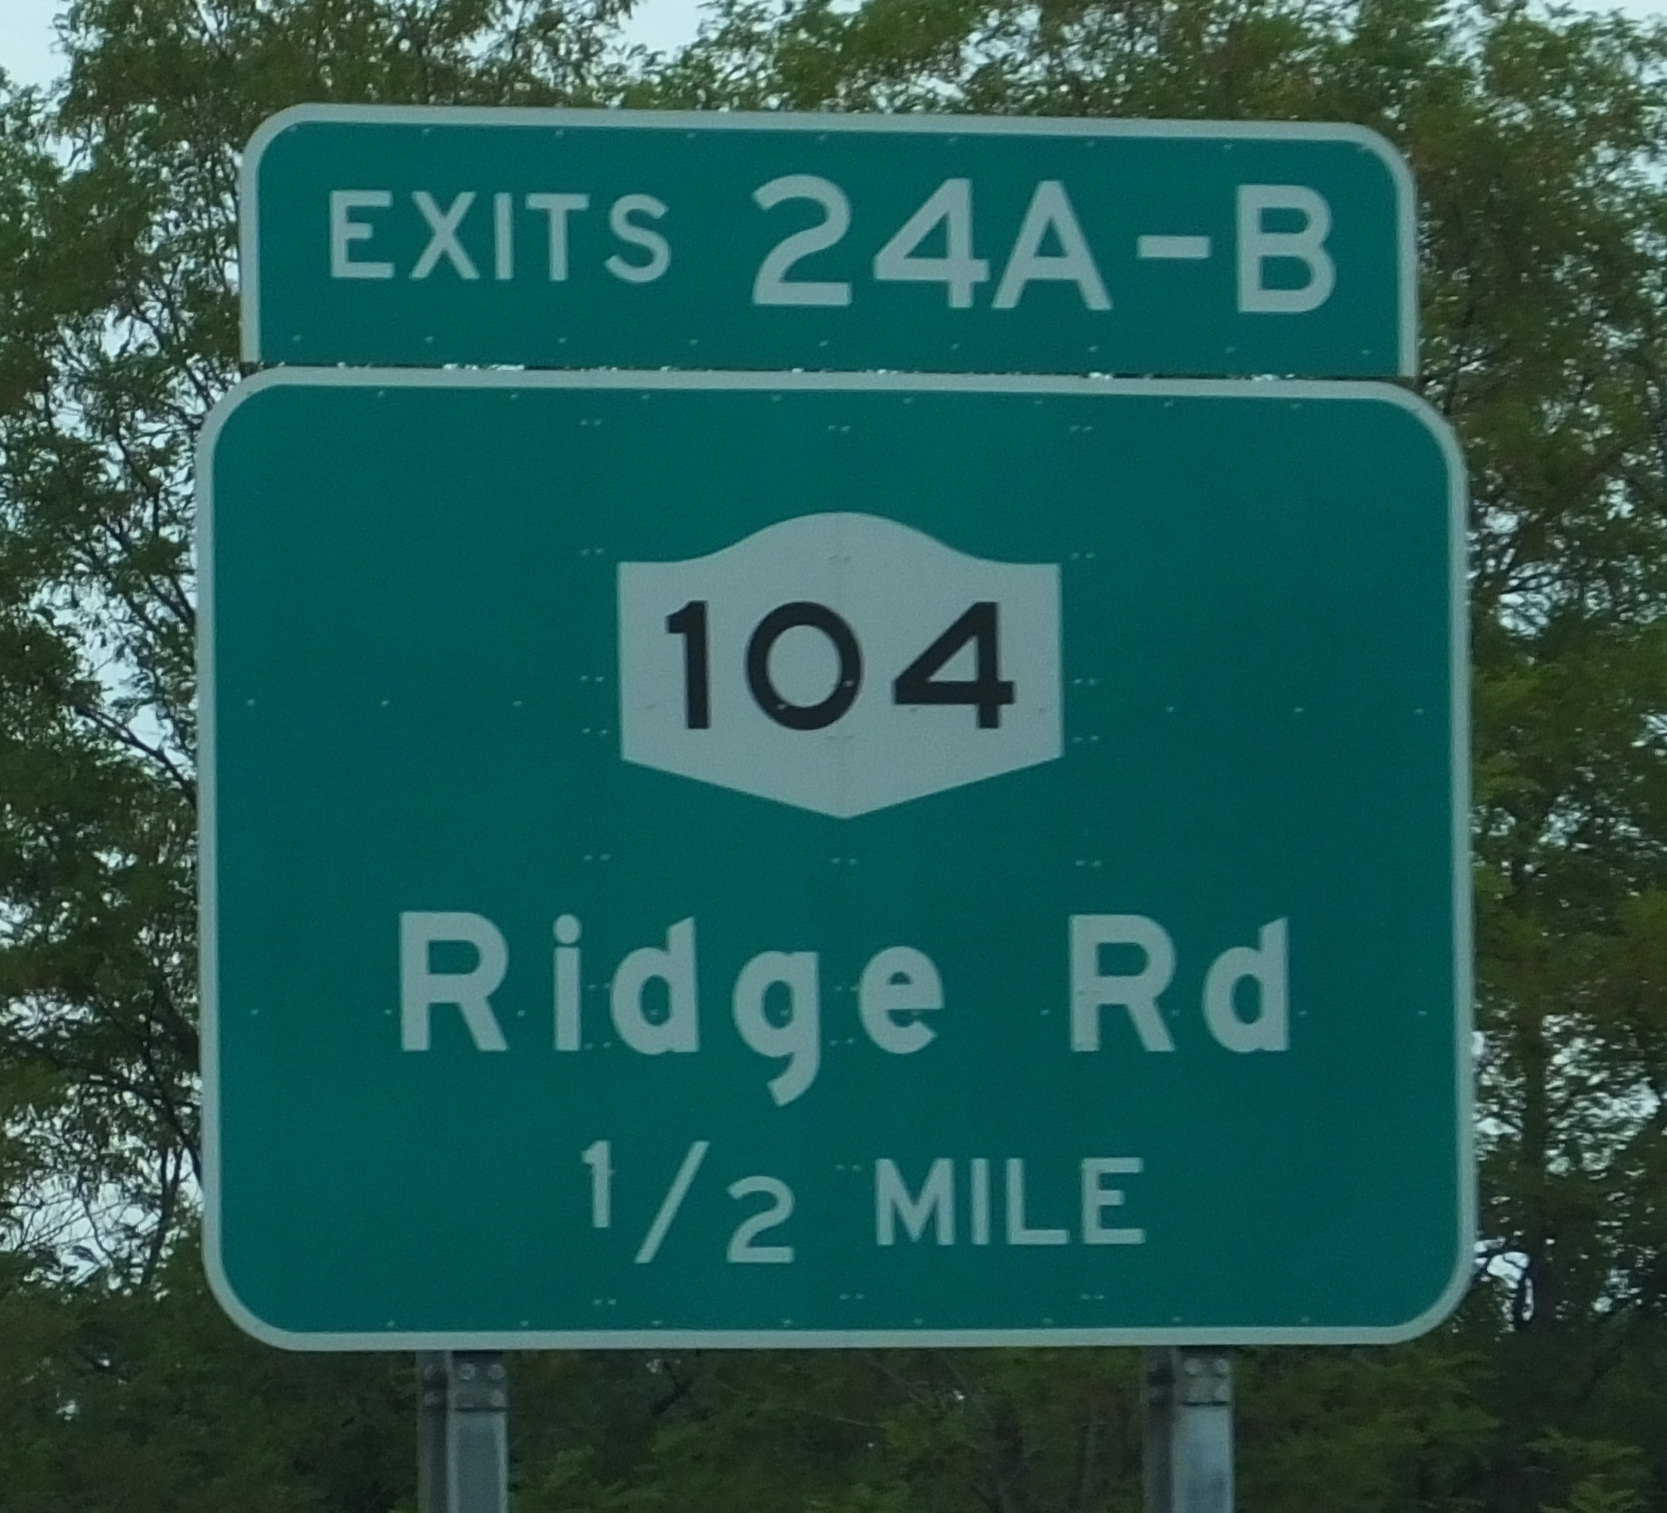 EXITS 24A-B
104
Ridge Rd
1/2 MILE